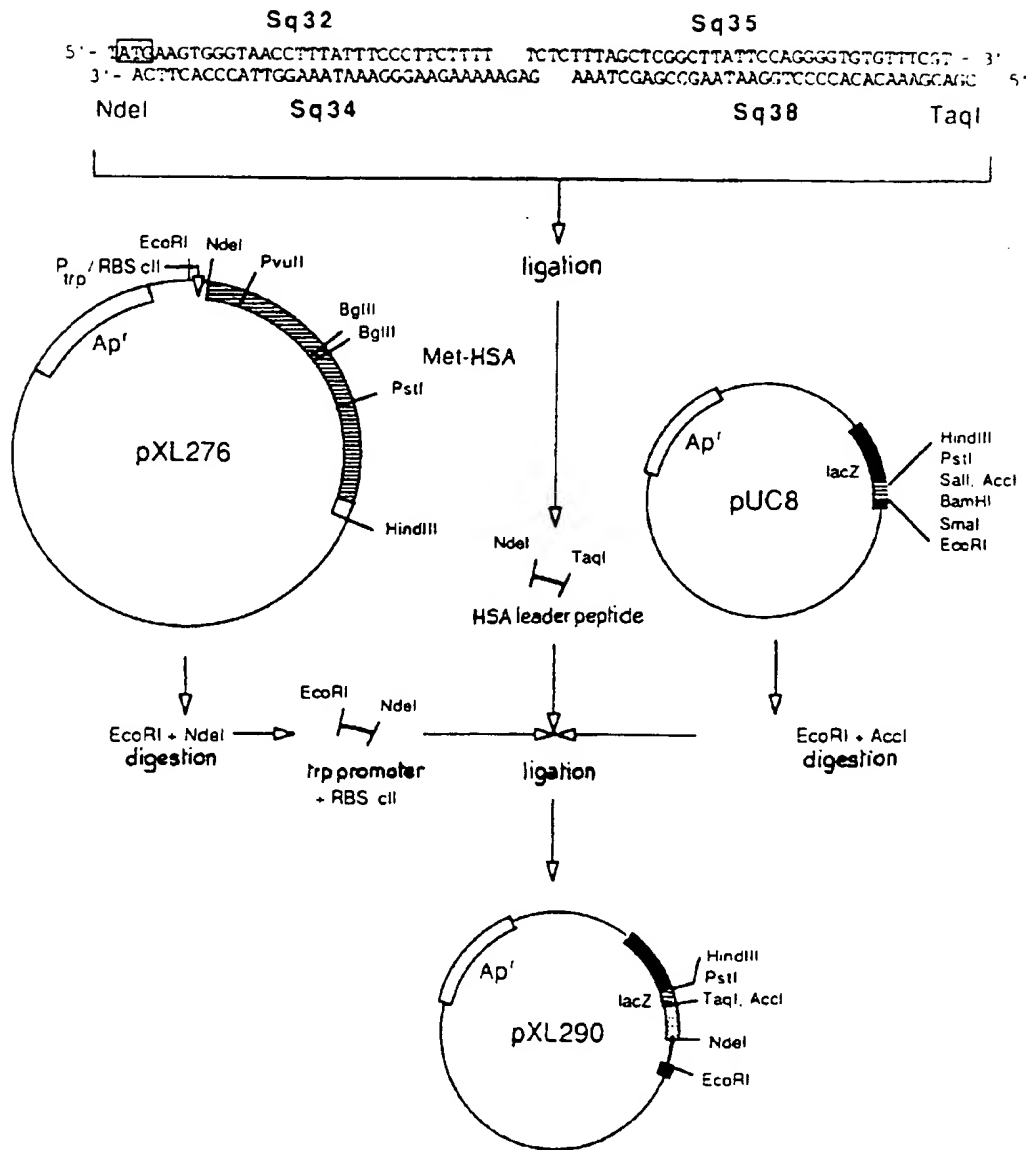 Sq32 Sq35
5'- TATGAAGTGGGTAACCTTTATTTCCCTTCTTTT TCTCTTTAGCTCGGCTTATTCCAGGGGTGTGTTTCGT - 3'
3'- ACTTCACCCATTGGAAATAAAGGGAAGAAAAAGAG AAATCGAGCCGAATAAGGTCCCCACACAAAGCAGC 5'
NdeI Sq34 Sq38 TaqI
ligation
EcoRI
NdeI
Ptrp/RBS cII
PvuII
BglII
BglII
Apr
Met-HSA
PstI
pXL276
HindIII
Apr
lacZ
pUC8
HindIII
PstI
SalI, AccI
BamHI
SmaI
EcoRI
NdeI
TaqI
HSA leader peptide
EcoRI + NdeI
digestion
EcoRI
NdeI
trp promoter
+ RBS cII
ligation
EcoRI + AccI
digestion
Apr
lacZ
pXL290
HindIII
PstI
TaqI, AccI
NdeI
EcoRI